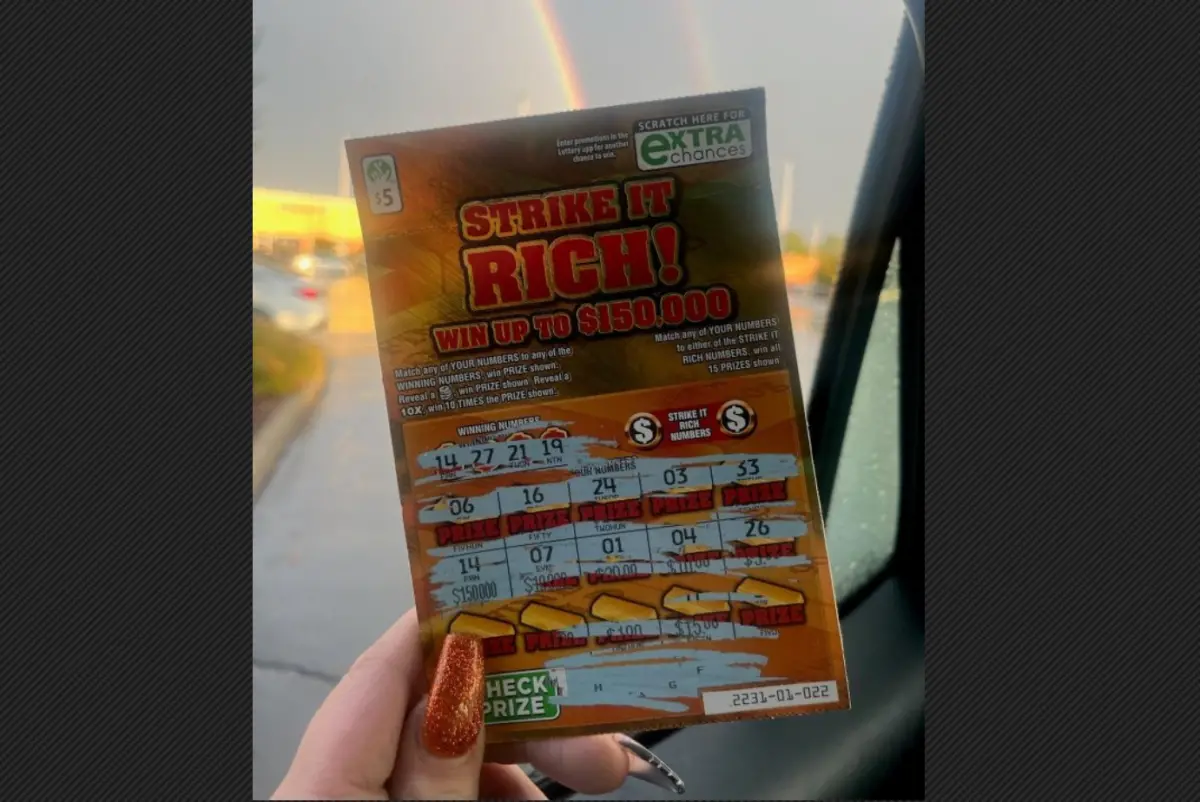 SCRATCH HERE FOR
eXTRA
chances
Enter promotions in the
Lottery app for another
chance to win.
$5
STRIKE IT
RICH!
WIN UP TO $150,000
Match any of YOUR NUMBERS to any of the
WINNING NUMBERS, win PRIZE shown.
Reveal a win PRIZE shown. Reveal a
10X, win 10 TIMES the PRIZE shown.
Match any of YOUR NUMBERS
to either of the STRIKE IT
RICH NUMBERS, win all
15 PRIZES shown
WINNING NUMBERS
14 27 21 19
$ STRIKE IT RICH NUMBERS $
YOUR NUMBERS
06 16 24 03 33
PRIZE PRIZE PRIZE PRIZE PRIZE
FIVHUN FIFTY TWOHUN
14 07 01 04 26
$150000 $10,000 $20.00
PRIZE
PRIZE $100 $15.00 PRIZE
CHECK
PRIZE
H G F
2231-01-022